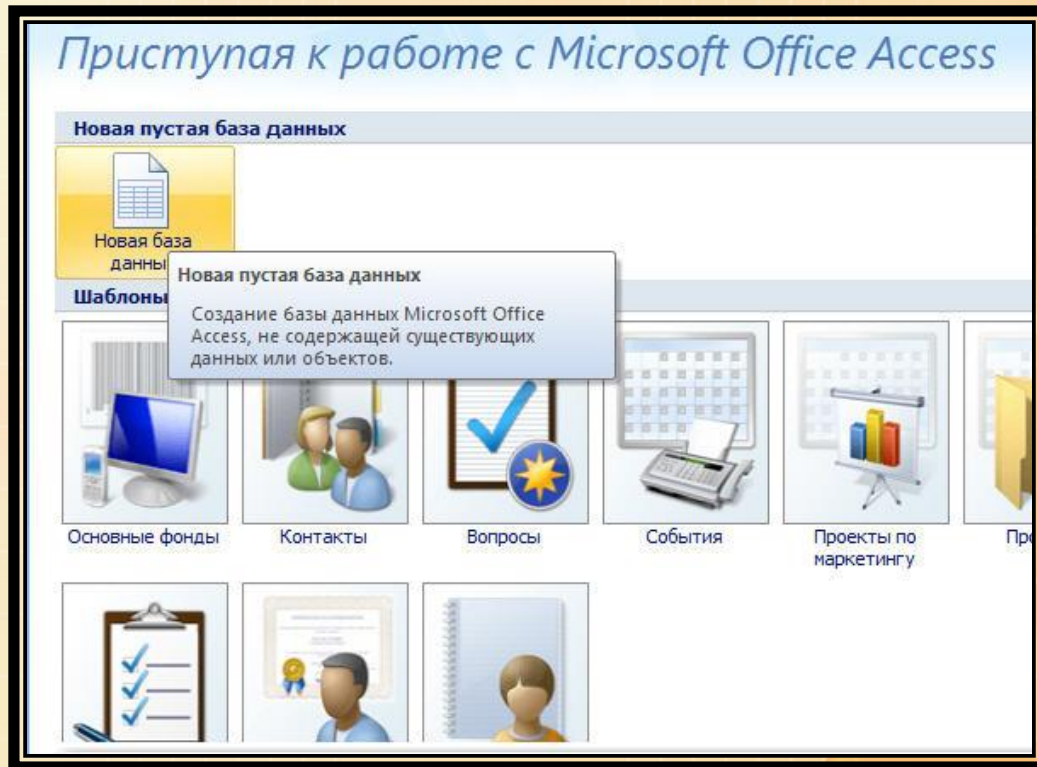 Приступая к работе с Microsoft Office Access
Новая пустая база данных
Новая база
данны
Новая пустая база данных
Создание базы данных Microsoft Office
Access, не содержащей существующих
данных или объектов.
Шаблоны
Основные фонды
Контакты
Вопросы
События
Проекты по
маркетингу